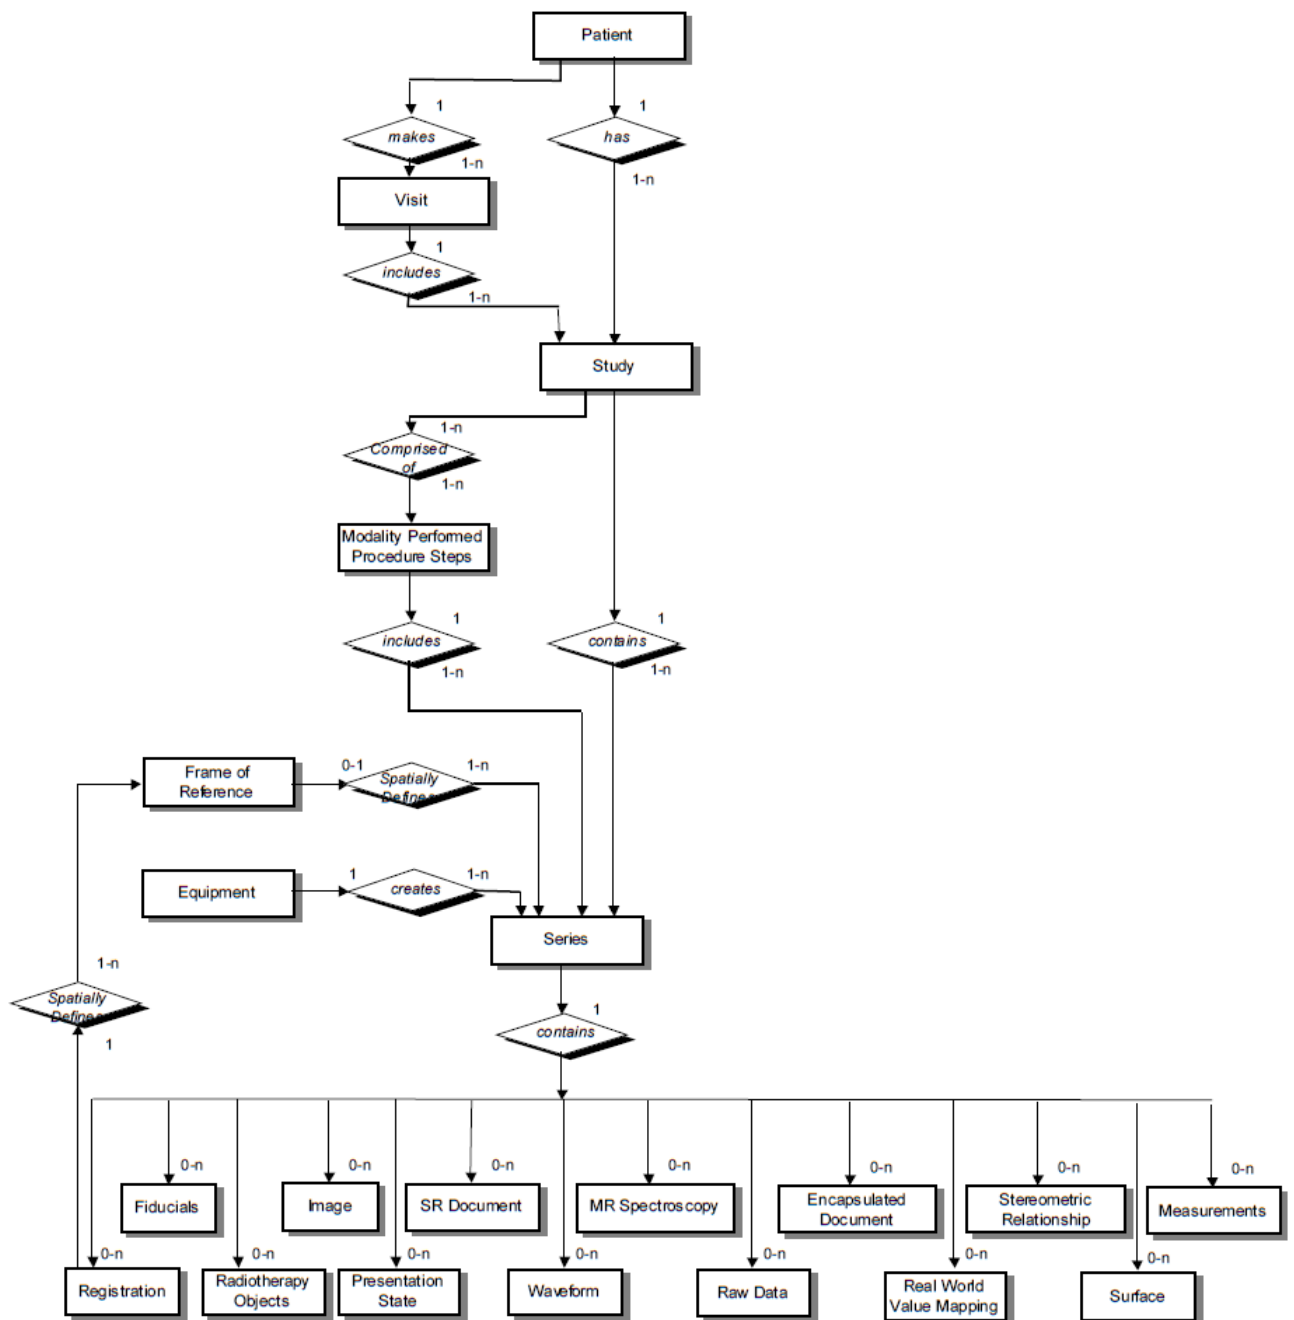 Patient
1
1
makes
has
1-n
1-n
Visit
1
includes
1-n
Study
1-n
Comprised
of
1-n
Modality Performed
Procedure Steps
1
1
includes
contains
1-n
1-n
Frame of
Reference
0-1
Spatially
Defines
1-n
Equipment
1
creates
1-n
Series
1-n
Spatially
Defines
1
1
contains
0-n
0-n
0-n
0-n
0-n
0-n
0-n
Fiducials
Image
SR Document
MR Spectroscopy
Encapsulated
Document
Stereometric
Relationship
Measurements
0-n
0-n
0-n
0-n
0-n
0-n
0-n
Registration
Radiotherapy
Objects
Presentation
State
Waveform
Raw Data
Real World
Value Mapping
Surface